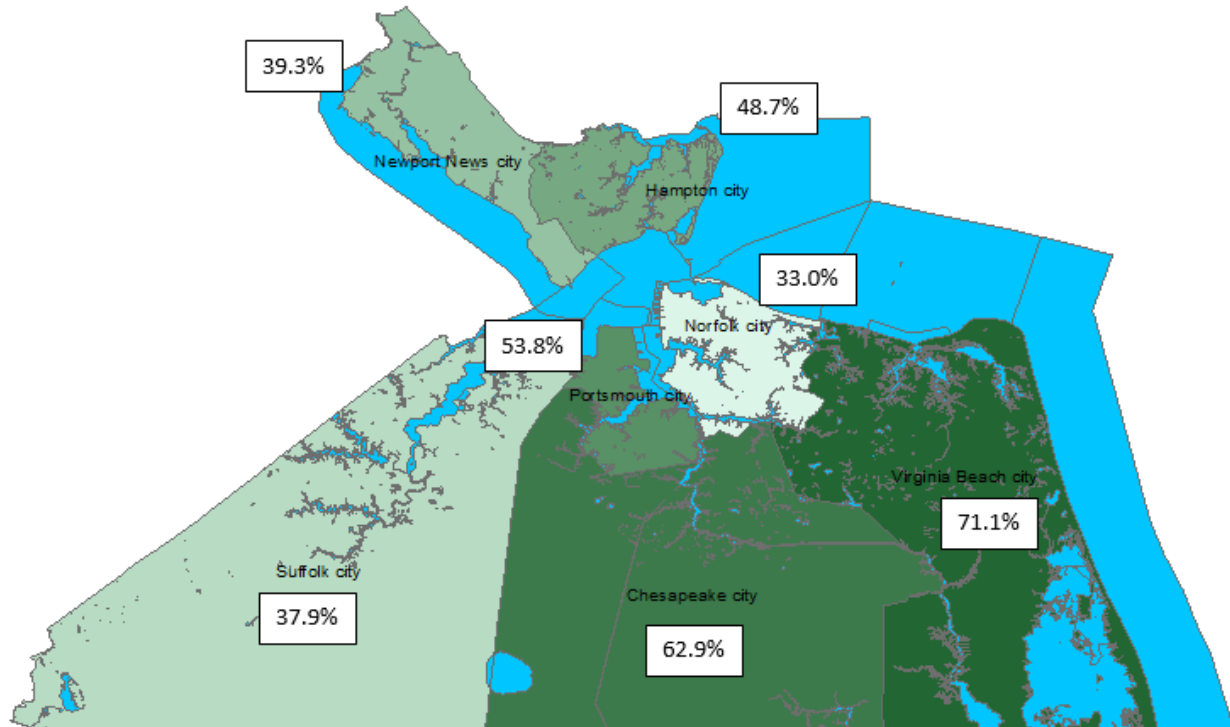 39.3%
48.7%
Newport News city
Hampton city
33.0%
Norfolk city
53.8%
Portsmouth city
Virginia Beach city
71.1%
Suffolk city
37.9%
Chesapeake city
62.9%